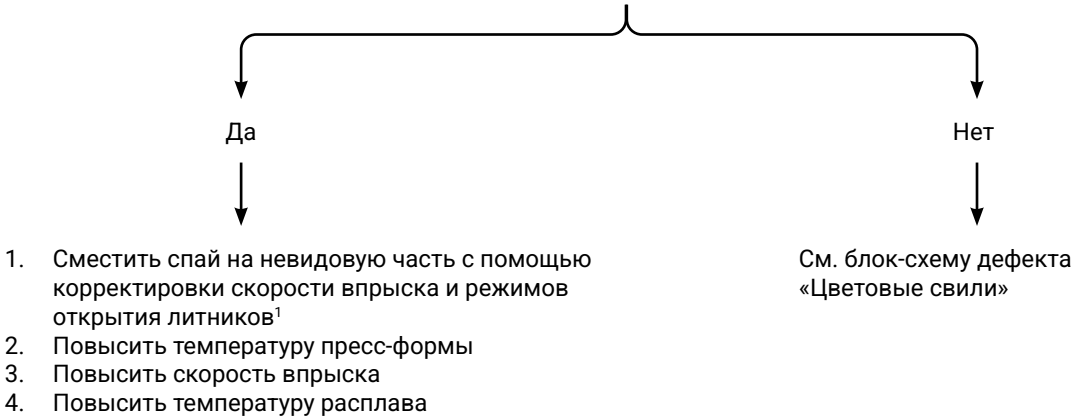 Да
Нет
1. Сместить спай на невидовую часть с помощью
корректировки скорости впрыска и режимов
открытия литников¹
2. Повысить температуру пресс-формы
3. Повысить скорость впрыска
4. Повысить температуру расплава
См. блок-схему дефекта
«Цветовые свили»